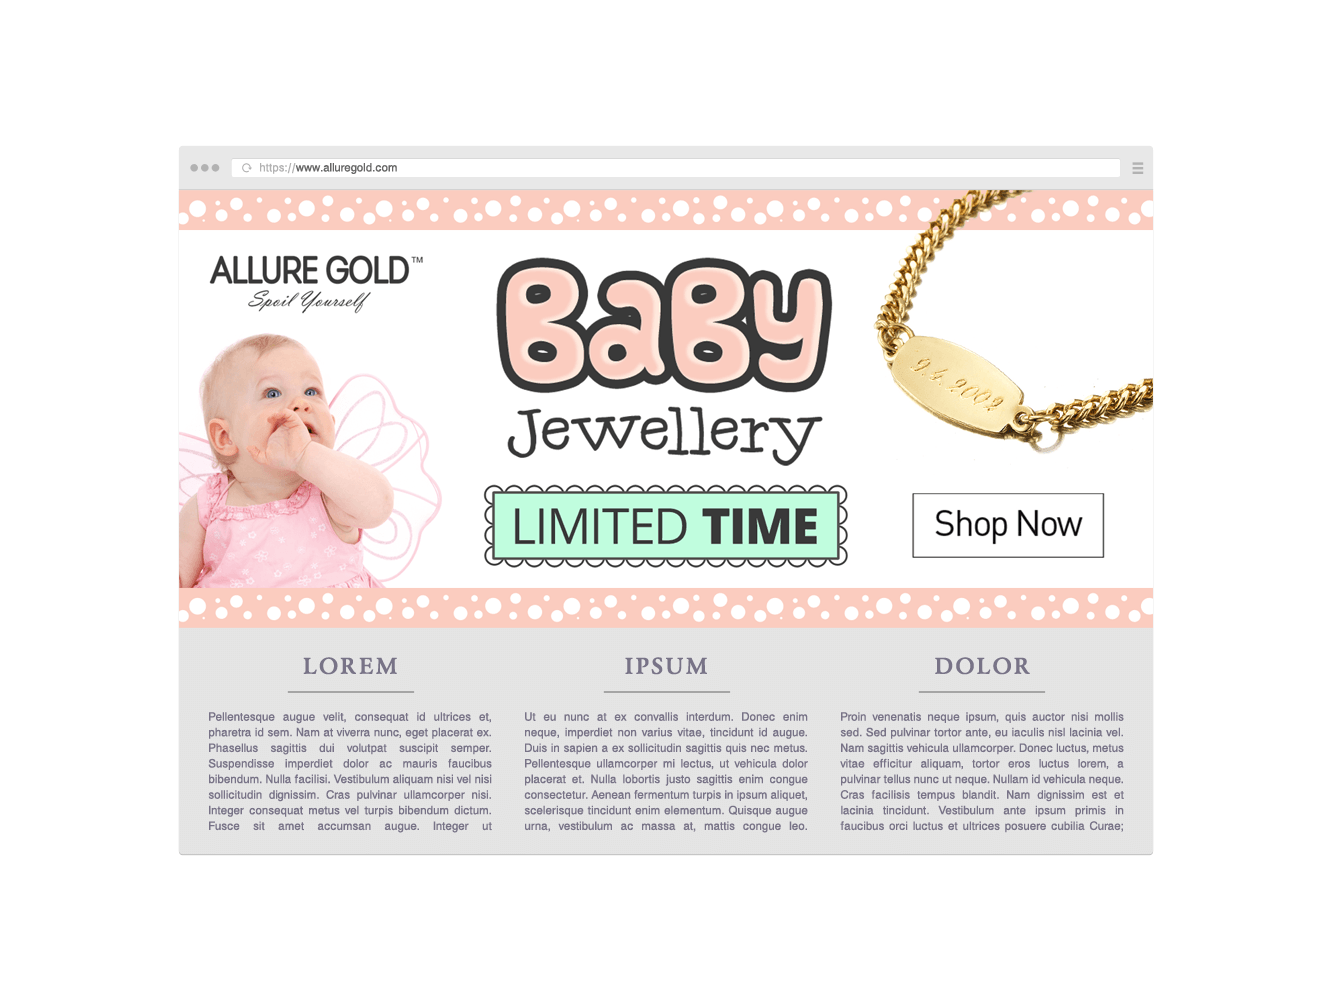 https://www.alluregold.com
ALLURE GOLD™
Spoil Yourself
BaBy
Jewellery
9.4.2002
LIMITED TIME
Shop Now
LOREM
Pellentesque augue velit, consequat id ultrices et,
pharetra id sem. Nam at viverra nunc, eget placerat ex.
Phasellus sagittis dui volutpat suscipit semper.
Suspendisse imperdiet dolor ac mauris faucibus
bibendum. Nulla facilisi. Vestibulum aliquam nisi vel nisi
sollicitudin dignissim. Cras pulvinar ullamcorper nisi.
Integer consequat metus vel turpis bibendum dictum.
Fusce sit amet accumsan augue. Integer ut
IPSUM
Ut eu nunc at ex convallis interdum. Donec enim
neque, imperdiet non varius vitae, tincidunt id augue.
Duis in sapien a ex sollicitudin sagittis quis nec metus.
Pellentesque ullamcorper mi lectus, ut vehicula dolor
placerat et. Nulla lobortis justo sagittis enim congue
consectetur. Aenean fermentum turpis in ipsum aliquet,
scelerisque tincidunt enim elementum. Quisque augue
urna, vestibulum ac massa at, mattis congue leo.
DOLOR
Proin venenatis neque ipsum, quis auctor nisi mollis
sed. Sed pulvinar tortor ante, eu iaculis nisl lacinia vel.
Nam sagittis vehicula ullamcorper. Donec luctus, metus
vitae efficitur aliquam, tortor eros luctus lorem, a
pulvinar tellus nunc ut neque. Nullam id vehicula neque.
Cras facilisis tempus blandit. Nam dignissim est et
lacinia tincidunt. Vestibulum ante ipsum primis in
faucibus orci luctus et ultrices posuere cubilia Curae;